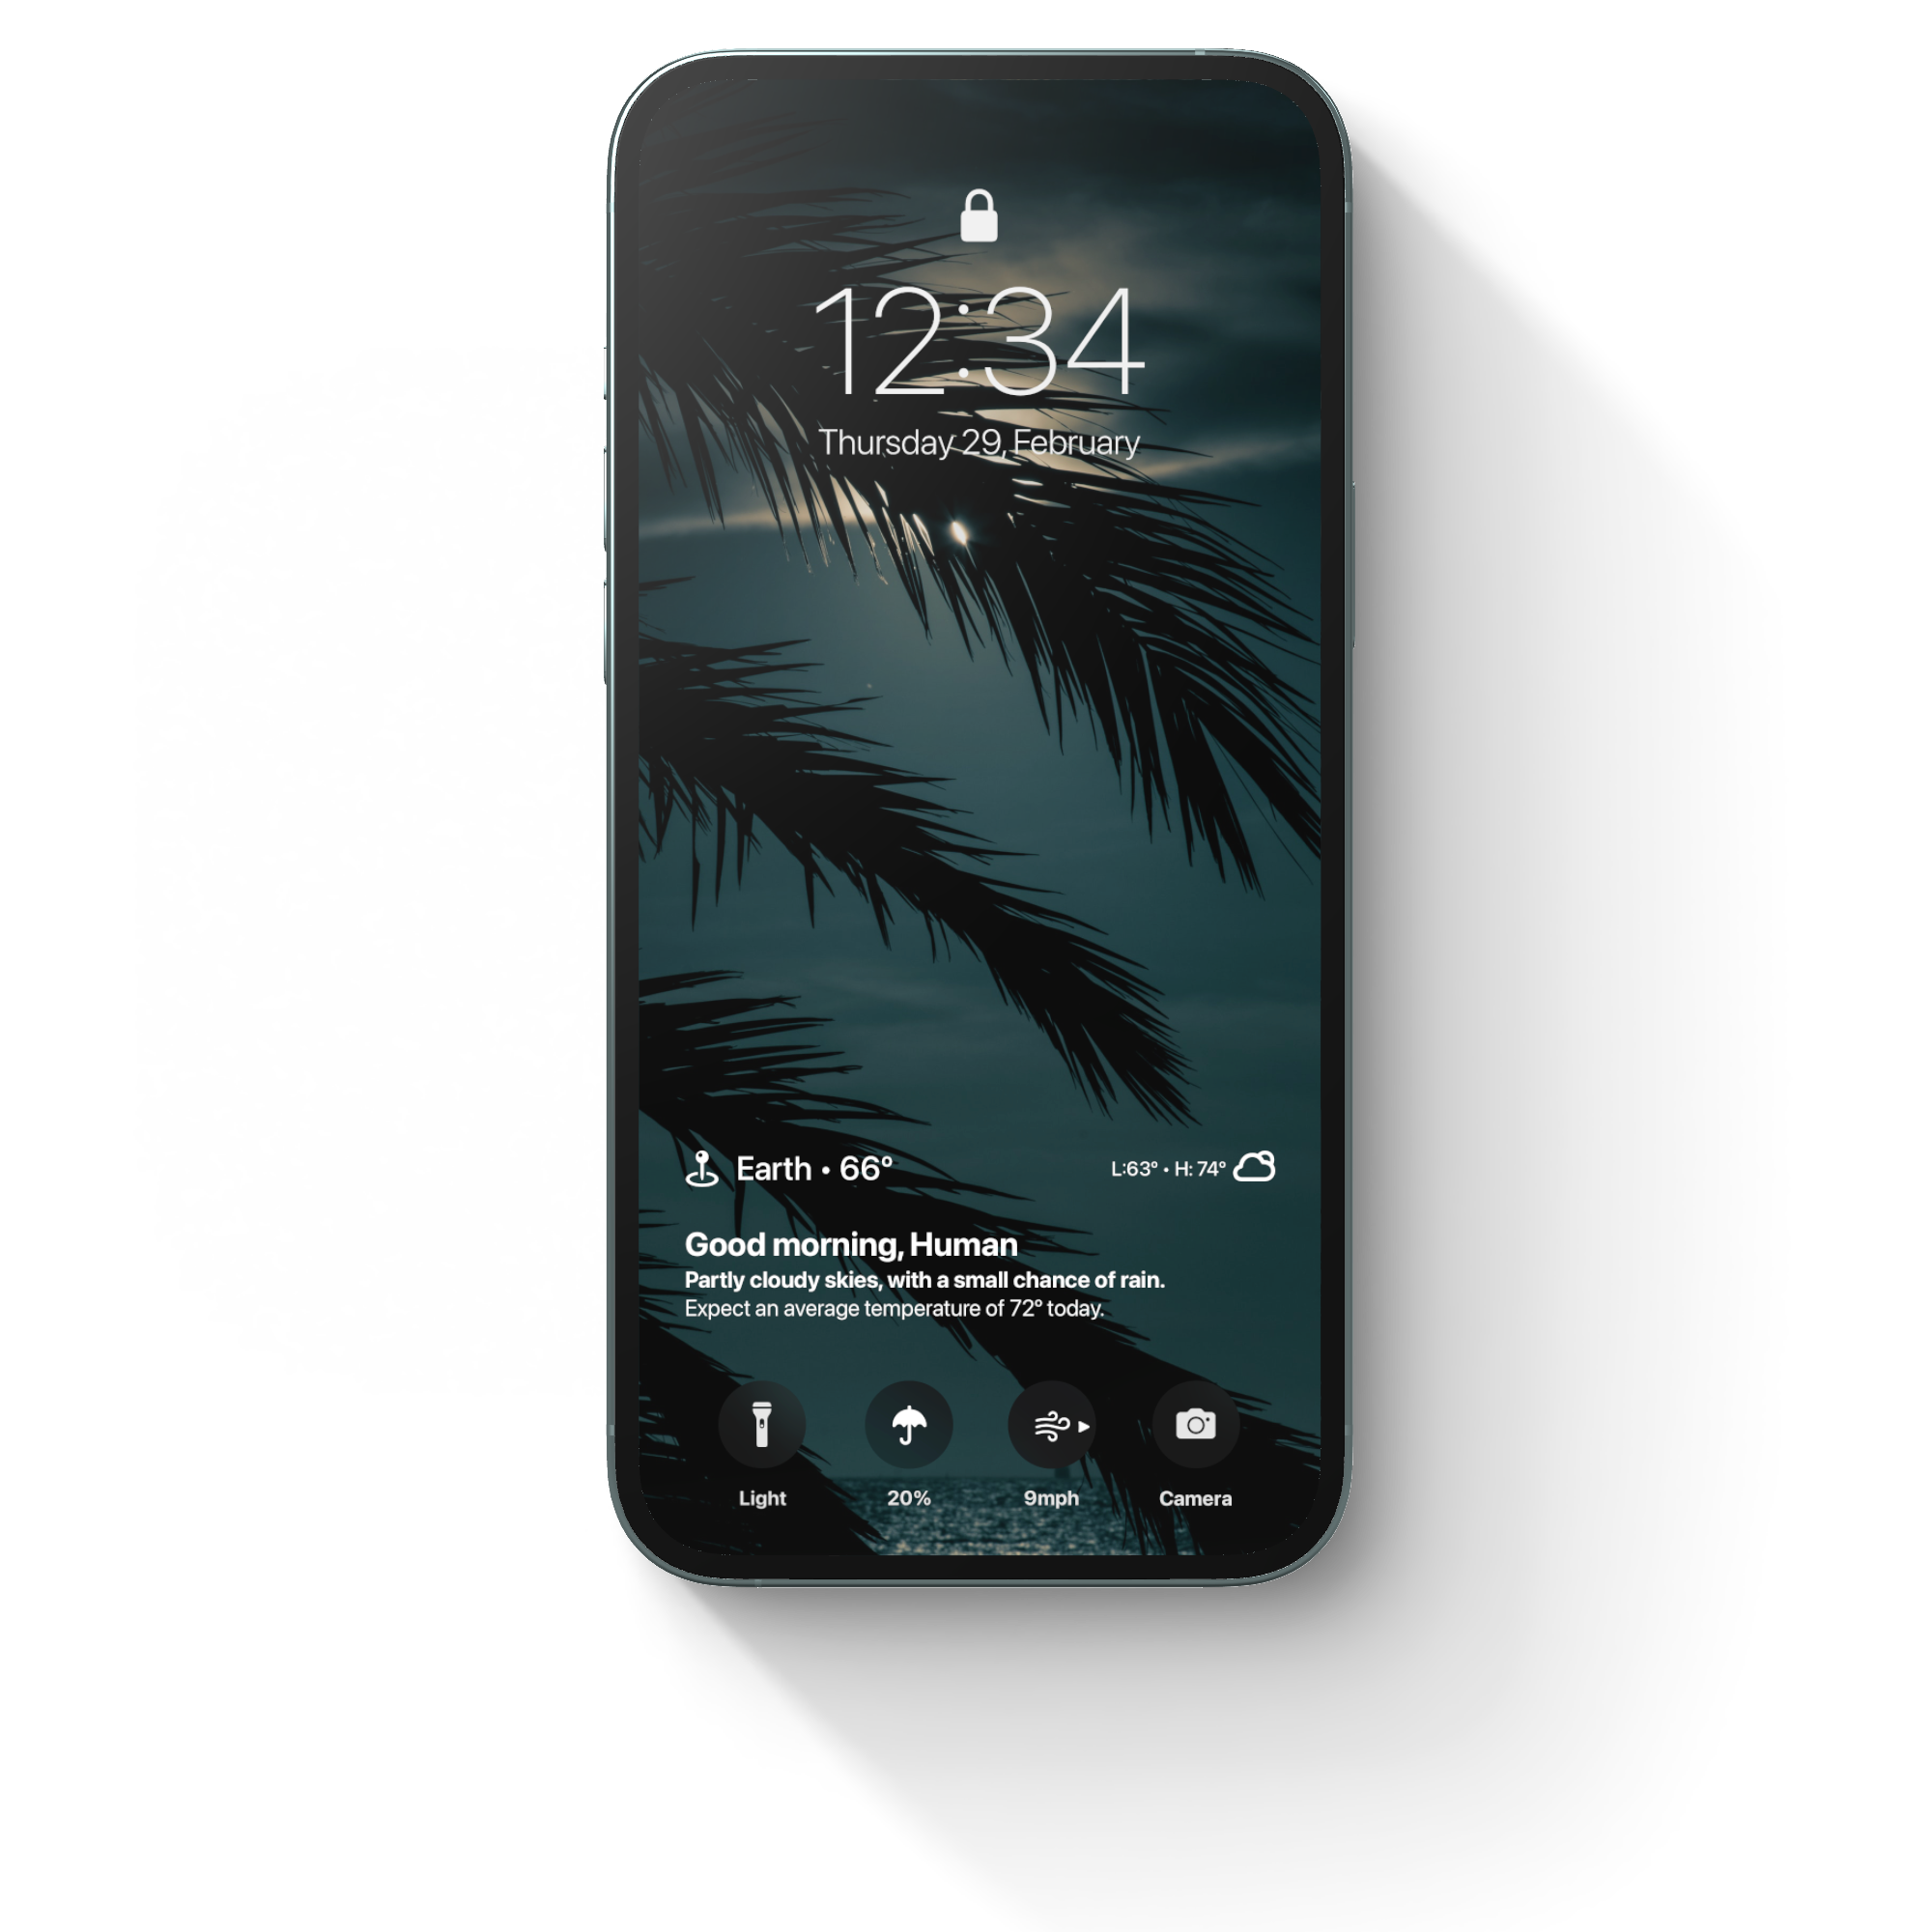 12:34
Thursday 29, February
Earth • 66°
L:63° • H: 74°
Good morning, Human
Partly cloudy skies, with a small chance of rain.
Expect an average temperature of 72° today.
Light
20%
9mph
Camera